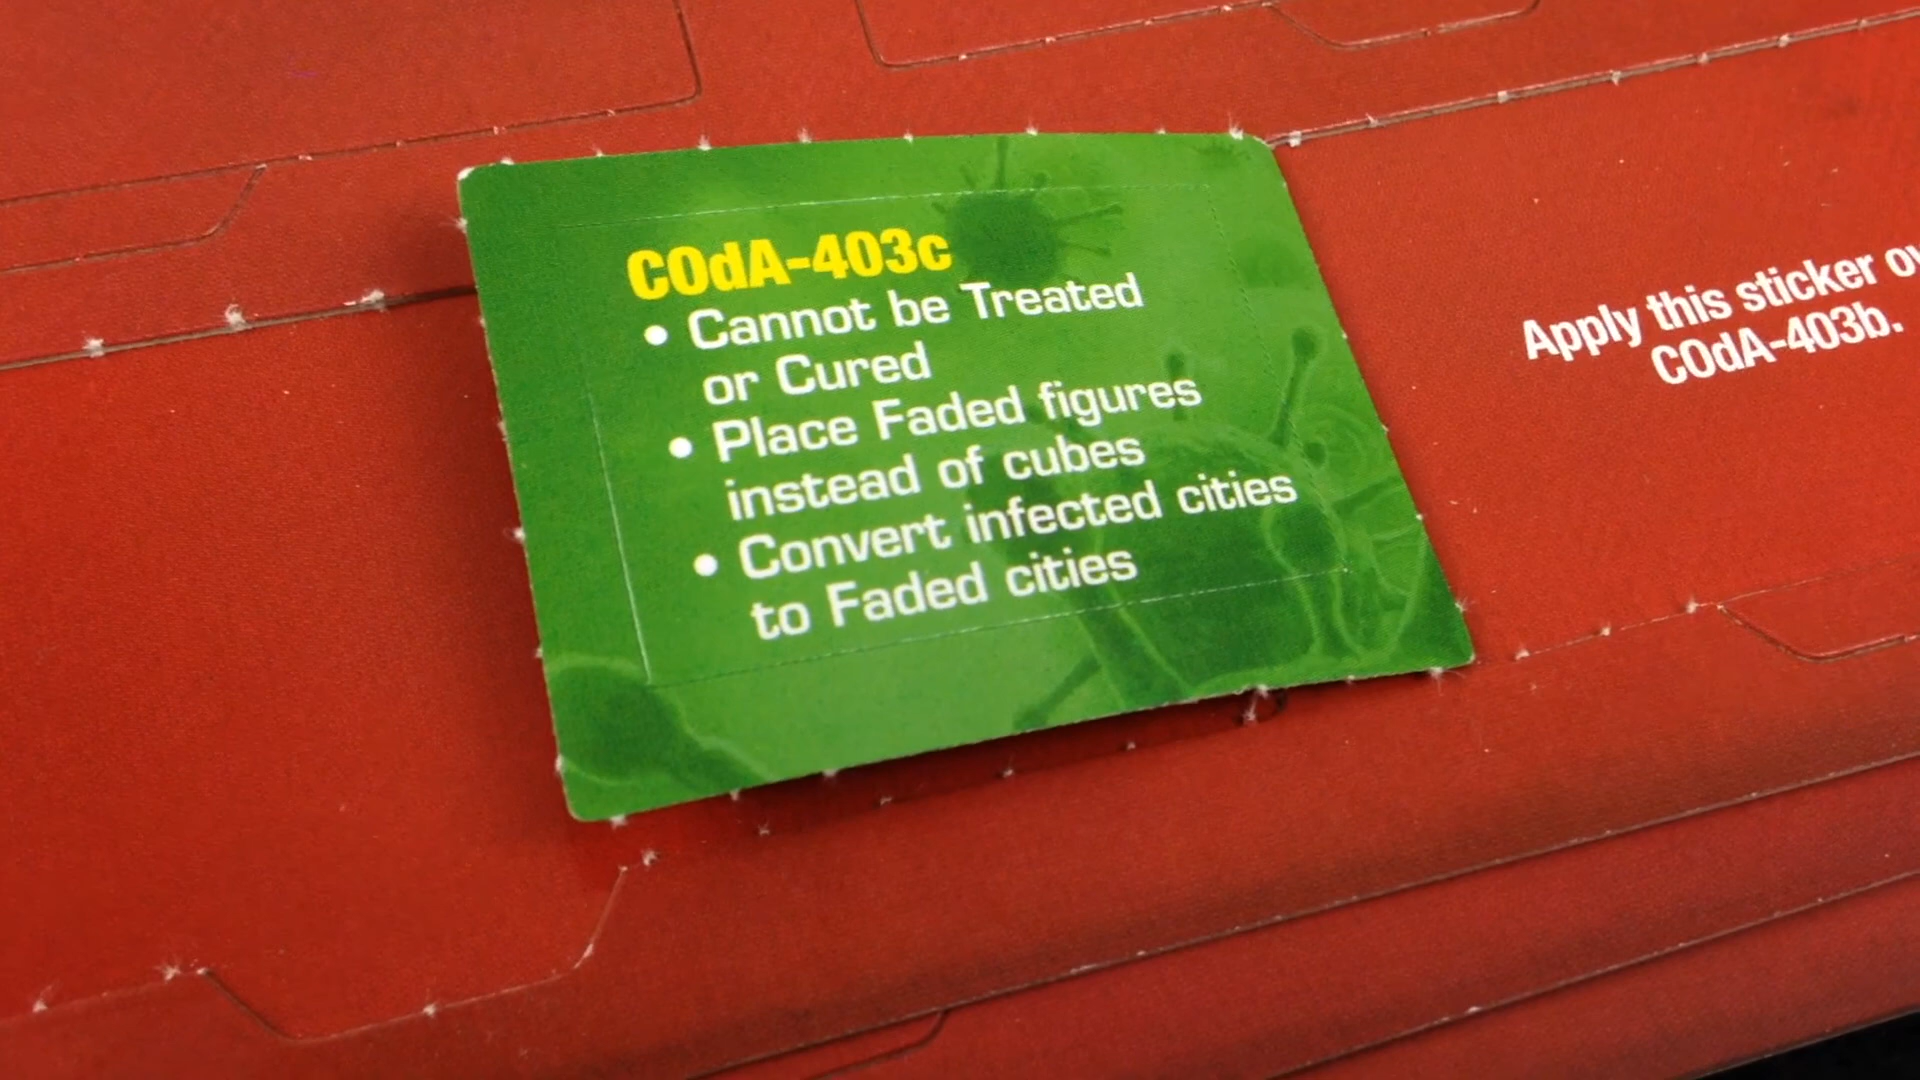 COdA-403c
• Cannot be Treated
or Cured
• Place Faded figures
instead of cubes
• Convert infected cities
to Faded cities
Apply this sticker
COdA-403b.